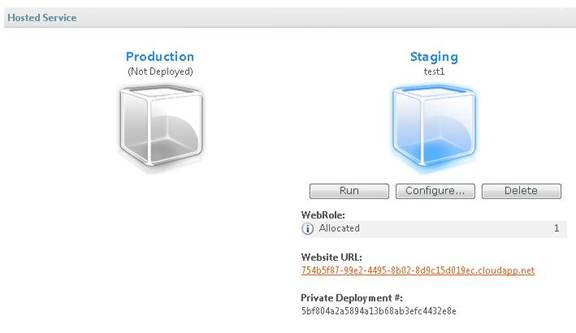 Hosted Service
Production
(Not Deployed)
Staging
test1
Run Configure... Delete
WebRole:
Allocated 1
Website URL:
754b5f87-99e2-4495-8b02-8d9c15d019ec.cloudapp.net
Private Deployment #:
5bf804a2a5894a13b68ab3efc4432e8e